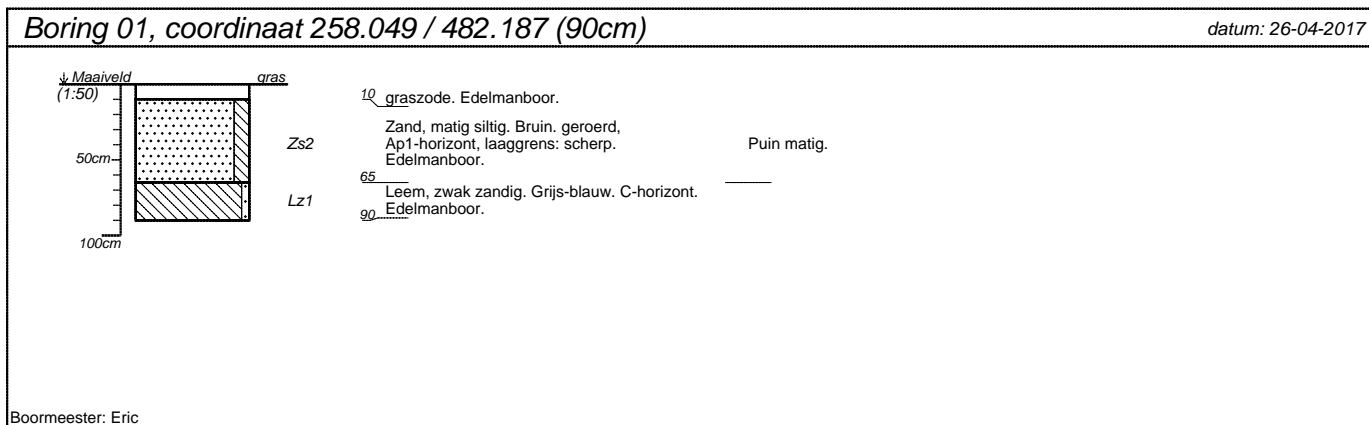 Boring 01, coordinaat 258.049 / 482.187 (90cm)
datum: 26-04-2017
Maaiveld
gras
(1:50)
10
graszode. Edelmanboor.
Zand, matig siltig. Bruin. geroerd,
Zs2
Ap1-horizont, laaggrens: scherp.
Puin matig.
50cm
Edelmanboor.
65
Lz1
Leem, zwak zandig. Grijs-blauw. C-horizont.
90
Edelmanboor.
100cm
Boormeester: Eric